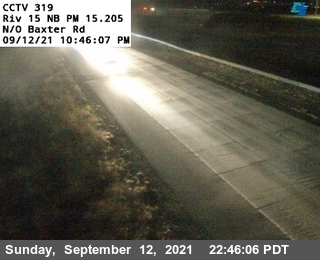 CCTV 319
Riv 15 NB PM 15.205
N/O Baxter Rd
09/12/21 10:46:07 PM
Sunday, September 12, 2021 22:46:06 PDT